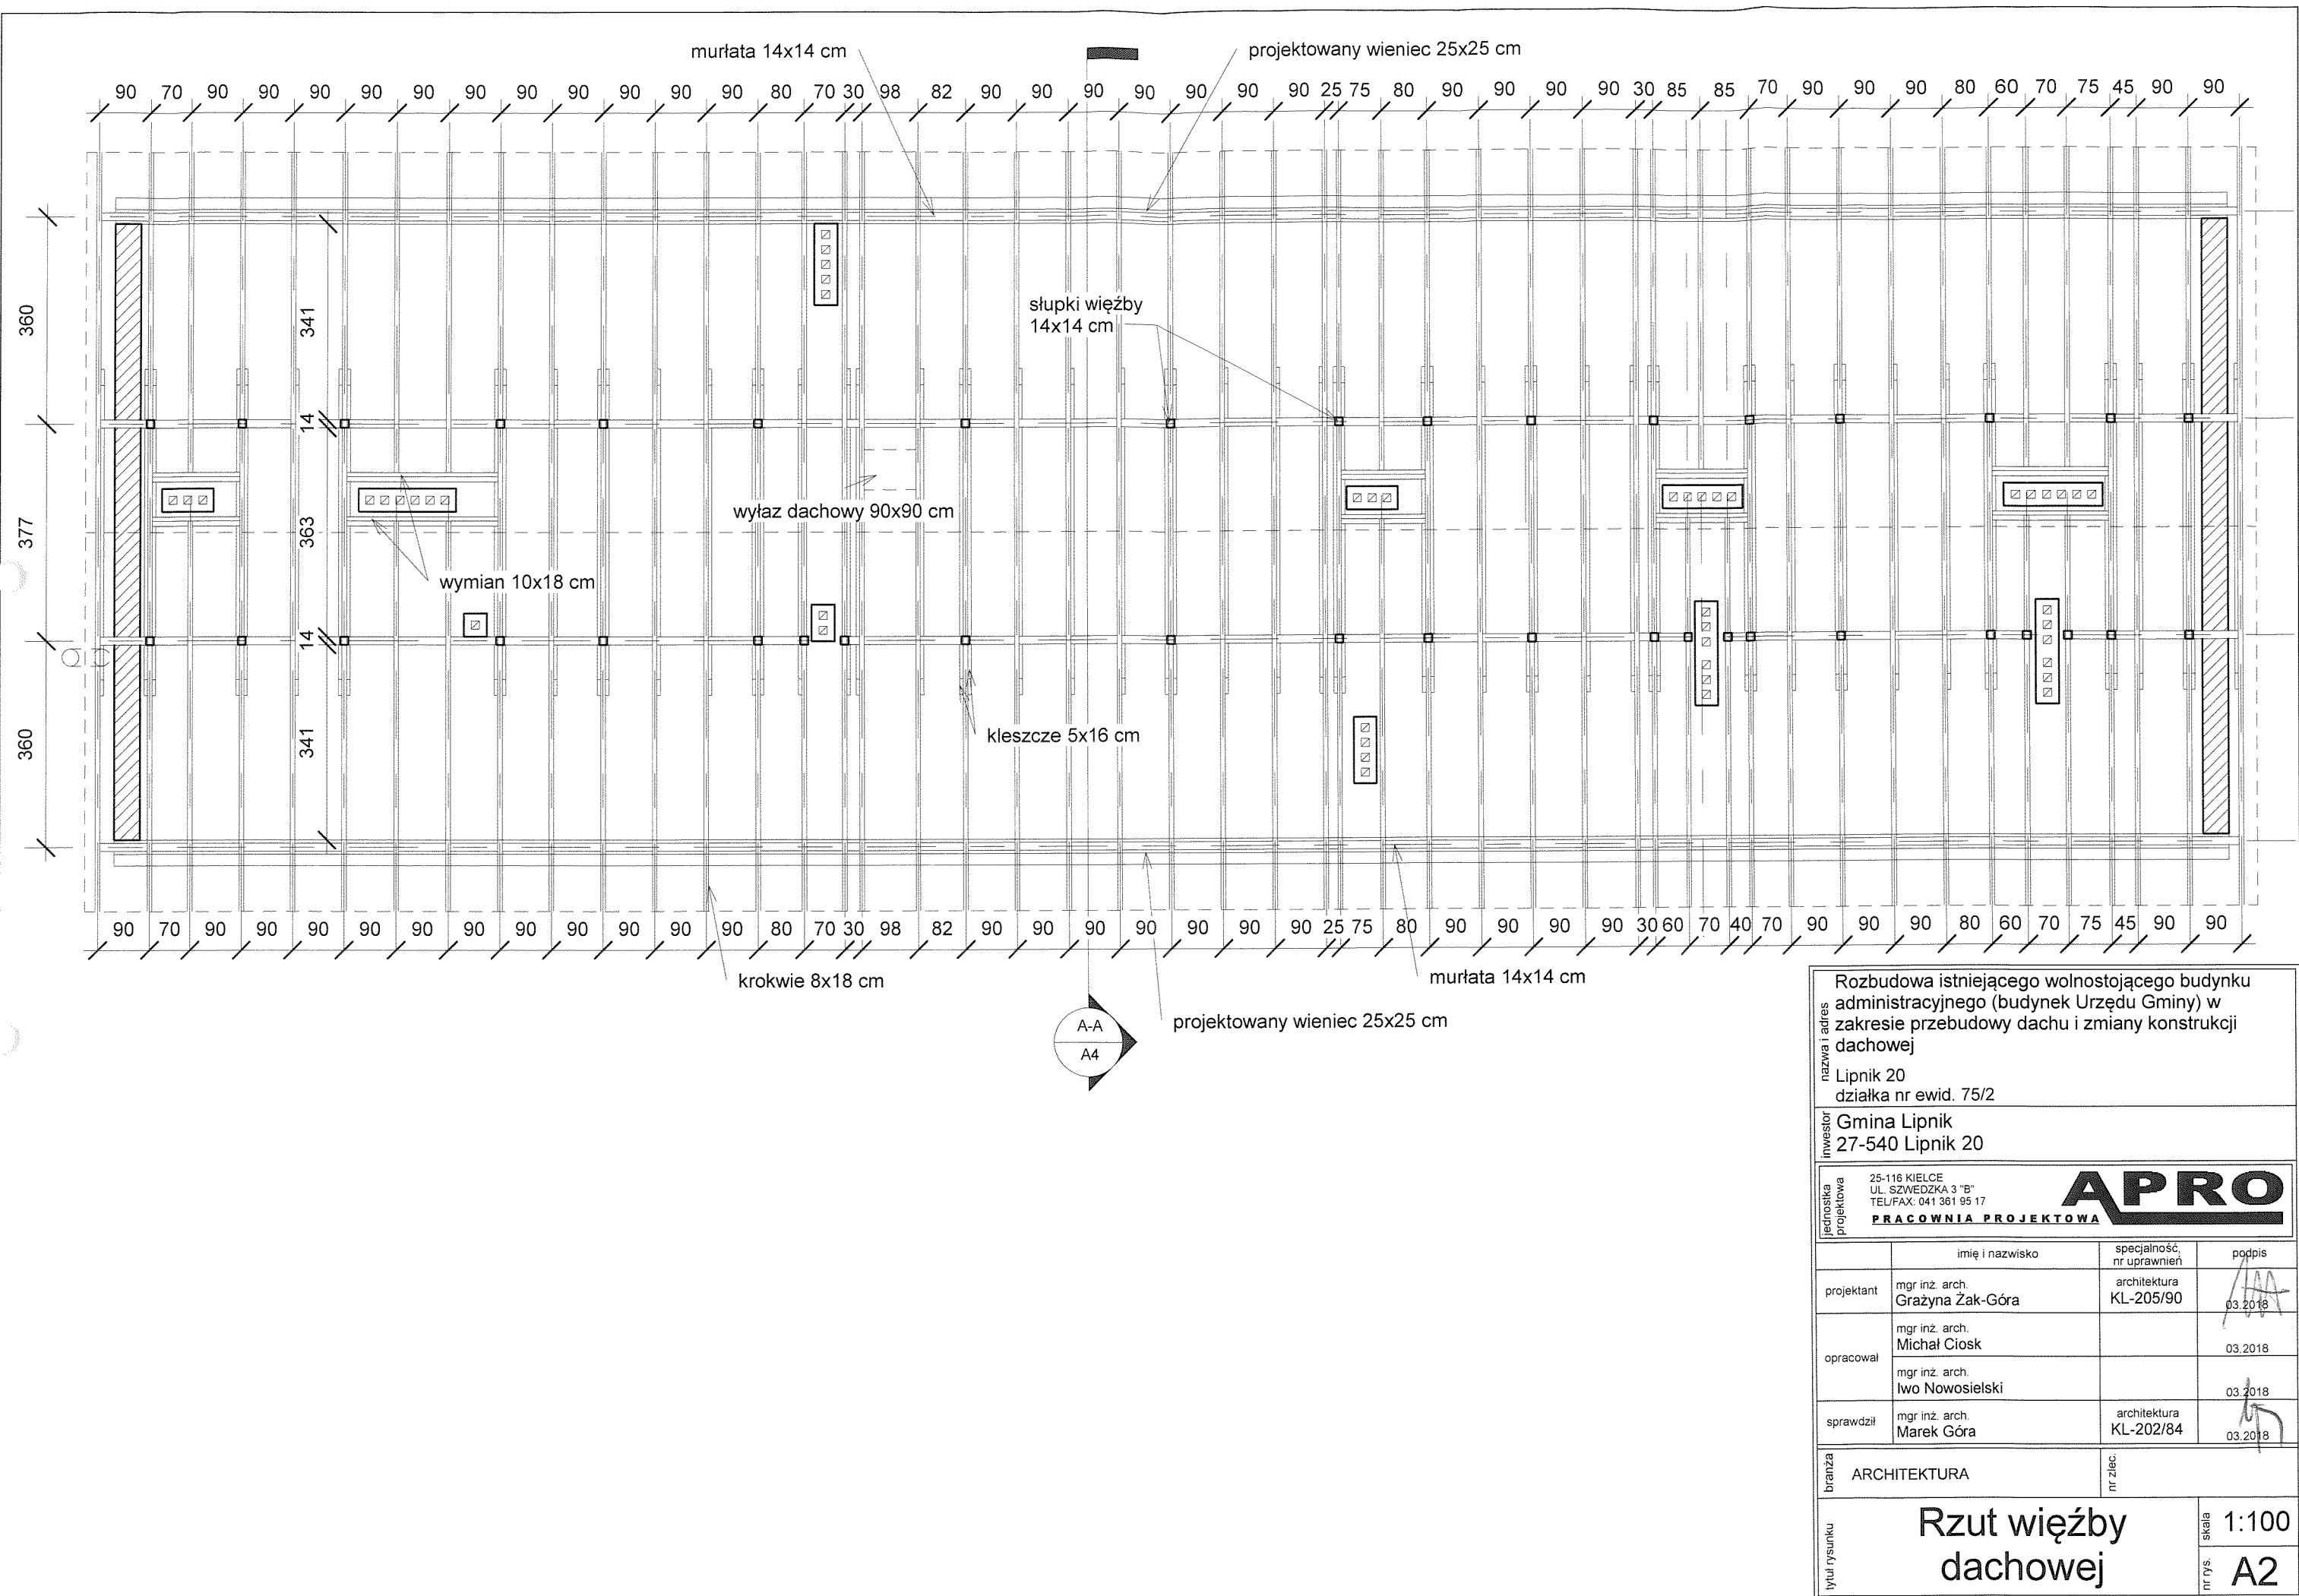 murłata 14x14 cm
projektowany wieniec 25x25 cm
90 70 90 90 90 90 90 90 90 90 90 90 90 80 70 30 98 82 90 90 90 90 90 90 90 25 75 80 90 90 90 90 30 85 85 70 90 90 90 80 60 70 75 45 90 90
360
341
słupki więźby
14x14 cm
14
377
363
wyłaz dachowy 90x90 cm
wymian 10x18 cm
14
360
341
kleszcze 5x16 cm
90 70 90 90 90 90 90 90 90 90 90 90 90 80 70 30 98 82 90 90 90 90 90 90 90 25 75 80 90 90 90 90 30 60 70 40 70 90 90 90 80 60 70 75 45 90 90
krokwie 8x18 cm
murłata 14x14 cm
projektowany wieniec 25x25 cm
A-A
A4
nazwa i adres
Rozbudowa istniejącego wolnostojącego budynku
administracyjnego (budynek Urzędu Gminy) w
zakresie przebudowy dachu i zmiany konstrukcji
dachowej
Lipnik 20
działka nr ewid. 75/2
inwestor
Gmina Lipnik
27-540 Lipnik 20
jednostka
projektowa
25-116 KIELCE
UL. SZWEDZKA 3 "B"
TEL/FAX: 041 361 95 17
PRACOWNIA PROJEKTOWA
APRO
imię i nazwisko
specjalność,
nr uprawnień
podpis
projektant
mgr inż. arch.
Grażyna Żak-Góra
architektura
KL-205/90
03.2018
opracował
mgr inż. arch.
Michał Ciosk
03.2018
mgr inż. arch.
Iwo Nowosielski
03.2018
sprawdził
mgr inż. arch.
Marek Góra
architektura
KL-202/84
03.2018
branża
ARCHITEKTURA
nr zlec.
tytuł rysunku
Rzut więźby
dachowej
skala
1:100
nr rys.
A2